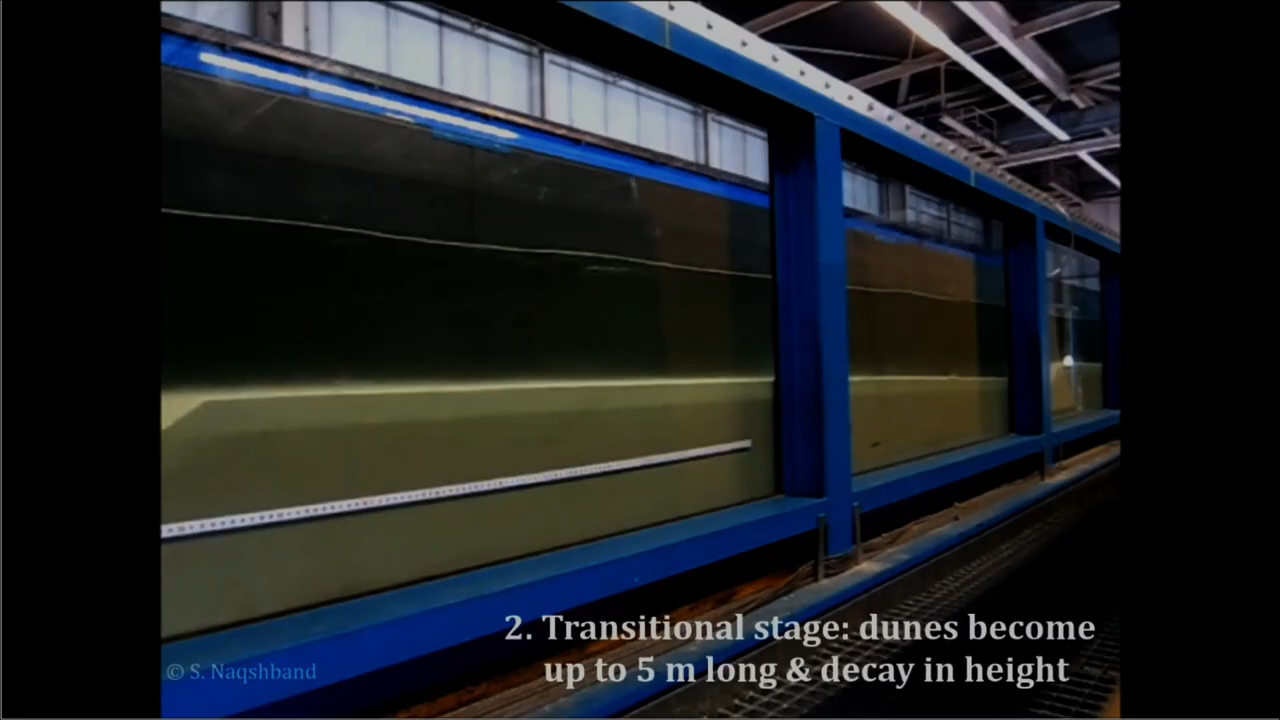 2. Transitional stage: dunes become
up to 5 m long & decay in height
© S. Naqshband